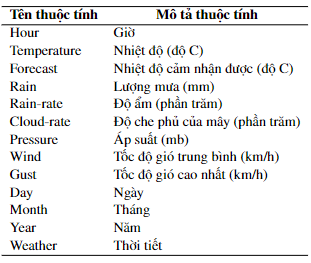 Tên thuộc tính Mô tả thuộc tính
Hour Giờ
Temperature Nhiệt độ (độ C)
Forecast Nhiệt độ cảm nhận được (độ C)
Rain Lượng mưa (mm)
Rain-rate Độ ẩm (phần trăm)
Cloud-rate Độ che phủ của mây (phần trăm)
Pressure Áp suất (mb)
Wind Tốc độ gió trung bình (km/h)
Gust Tốc độ gió cao nhất (km/h)
Day Ngày
Month Tháng
Year Năm
Weather Thời tiết